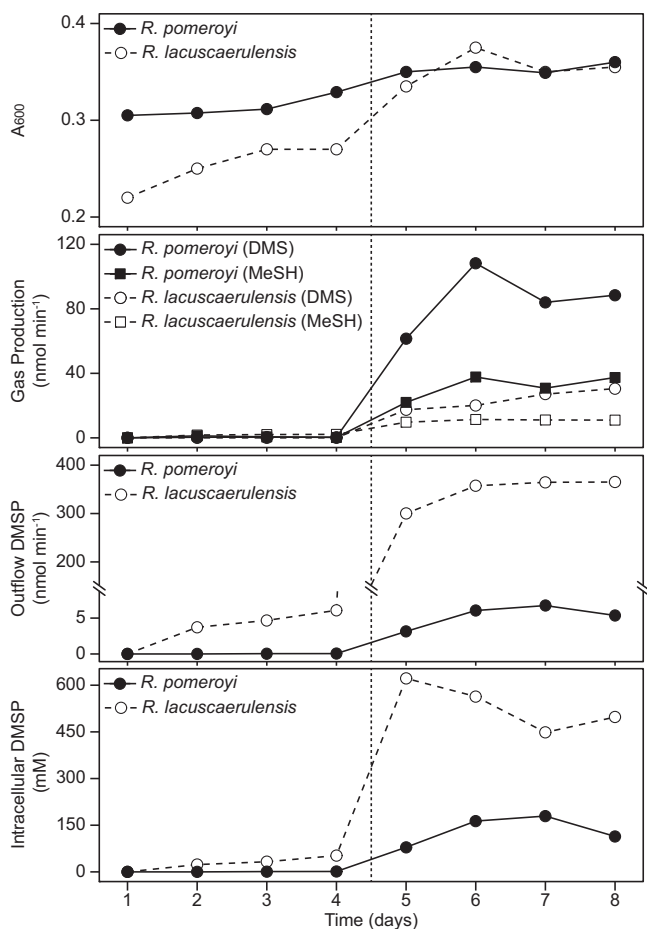 0.4
R. pomeroyi
R. lacuscaerulensis
A600
0.3
0.2
120
R. pomeroyi (DMS)
R. pomeroyi (MeSH)
80
R. lacuscaerulensis (DMS)
R. lacuscaerulensis (MeSH)
Gas Production
(nmol min-1)
40
0
400
R. pomeroyi
R. lacuscaerulensis
300
Outflow DMSP
(nmol min-1)
200
5
0
R. pomeroyi
600
R. lacuscaerulensis
450
Intracellular DMSP
(mM)
300
150
0
1 2 3 4 5 6 7 8
Time (days)